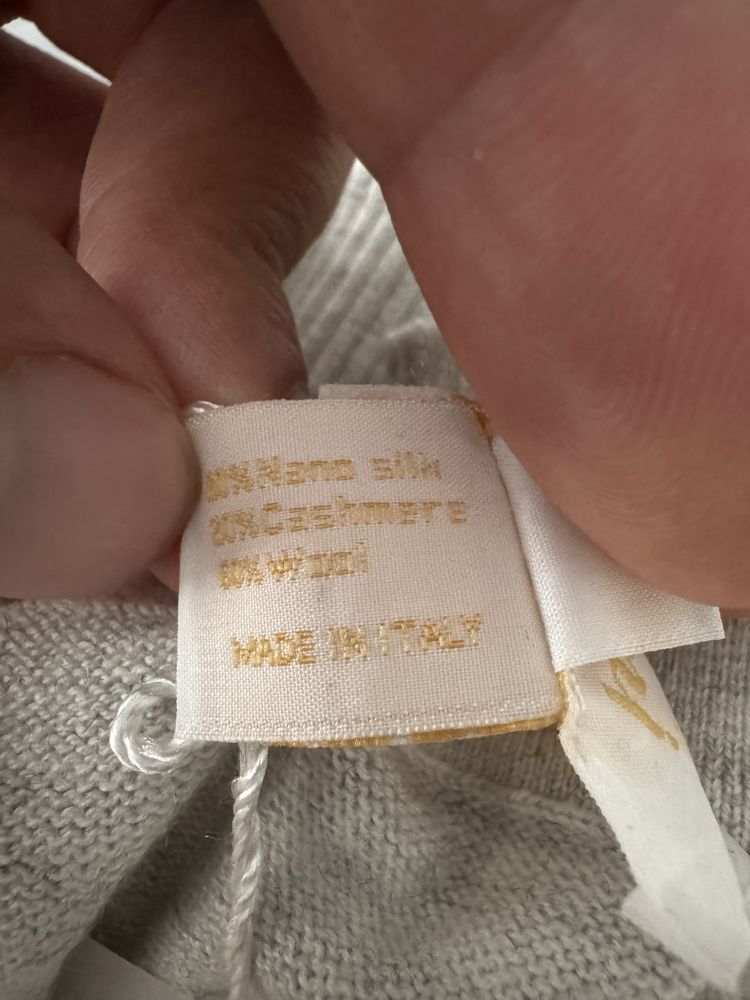 Nano silk
Cashmere
Wool
MADE IN ITALY